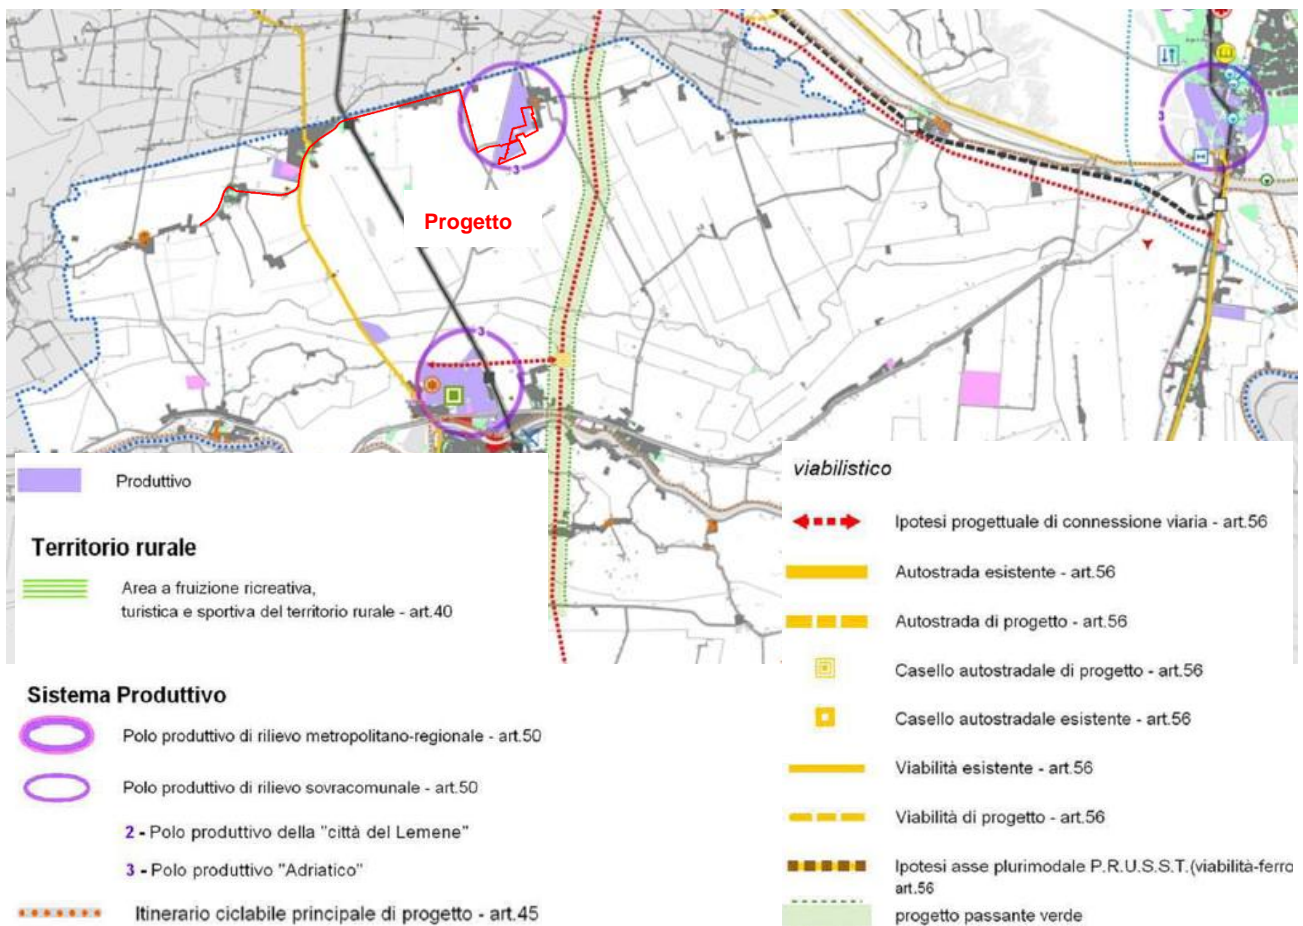 3
3
Progetto
3
Produttivo
Territorio rurale
Area a fruizione ricreativa,
turistica e sportiva del territorio rurale - art.40
Sistema Produttivo
Polo produttivo di rilievo metropolitano-regionale - art.50
Polo produttivo di rilievo sovracomunale - art.50
2 - Polo produttivo della "città del Lemene"
3 - Polo produttivo "Adriatico"
Itinerario ciclabile principale di progetto - art.45
viabilistico
Ipotesi progettuale di connessione viaria - art.56
Autostrada esistente - art.56
Autostrada di progetto - art.56
Casello autostradale di progetto - art.56
Casello autostradale esistente - art.56
Viabilità esistente - art.56
Viabilità di progetto - art.56
Ipotesi asse plurimodale P.R.U.S.S.T.(viabilità-ferro
art.56
progetto passante verde